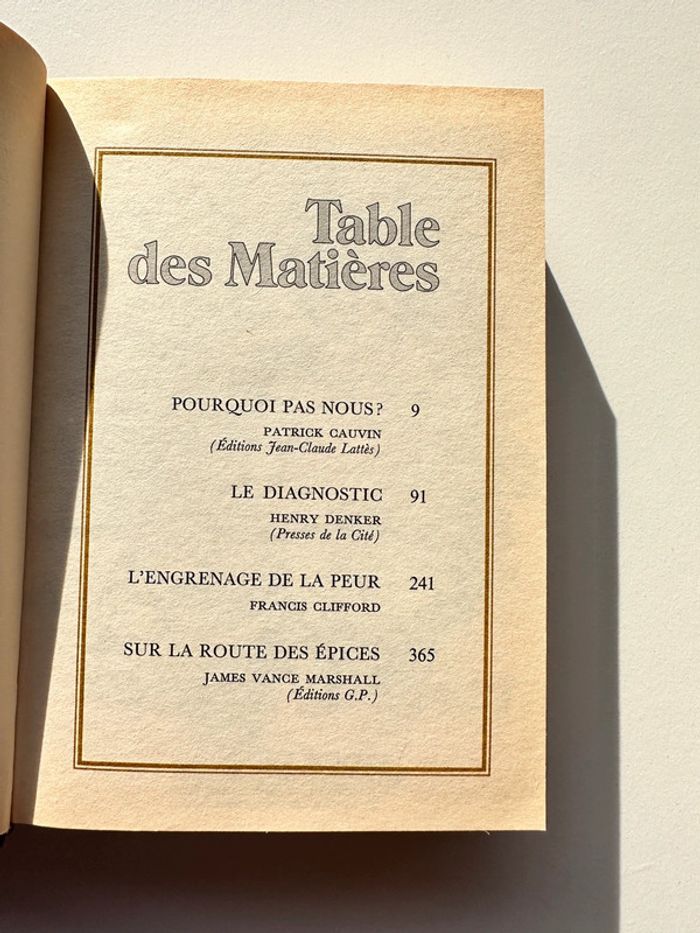 Table
des Matières
POURQUOI PAS NOUS? 9
PATRICK CAUVIN
(Éditions Jean-Claude Lattès)
LE DIAGNOSTIC 91
HENRY DENKER
(Presses de la Cité)
L'ENGRENAGE DE LA PEUR 241
FRANCIS CLIFFORD
SUR LA ROUTE DES ÉPICES 365
JAMES VANCE MARSHALL
(Éditions G.P.)